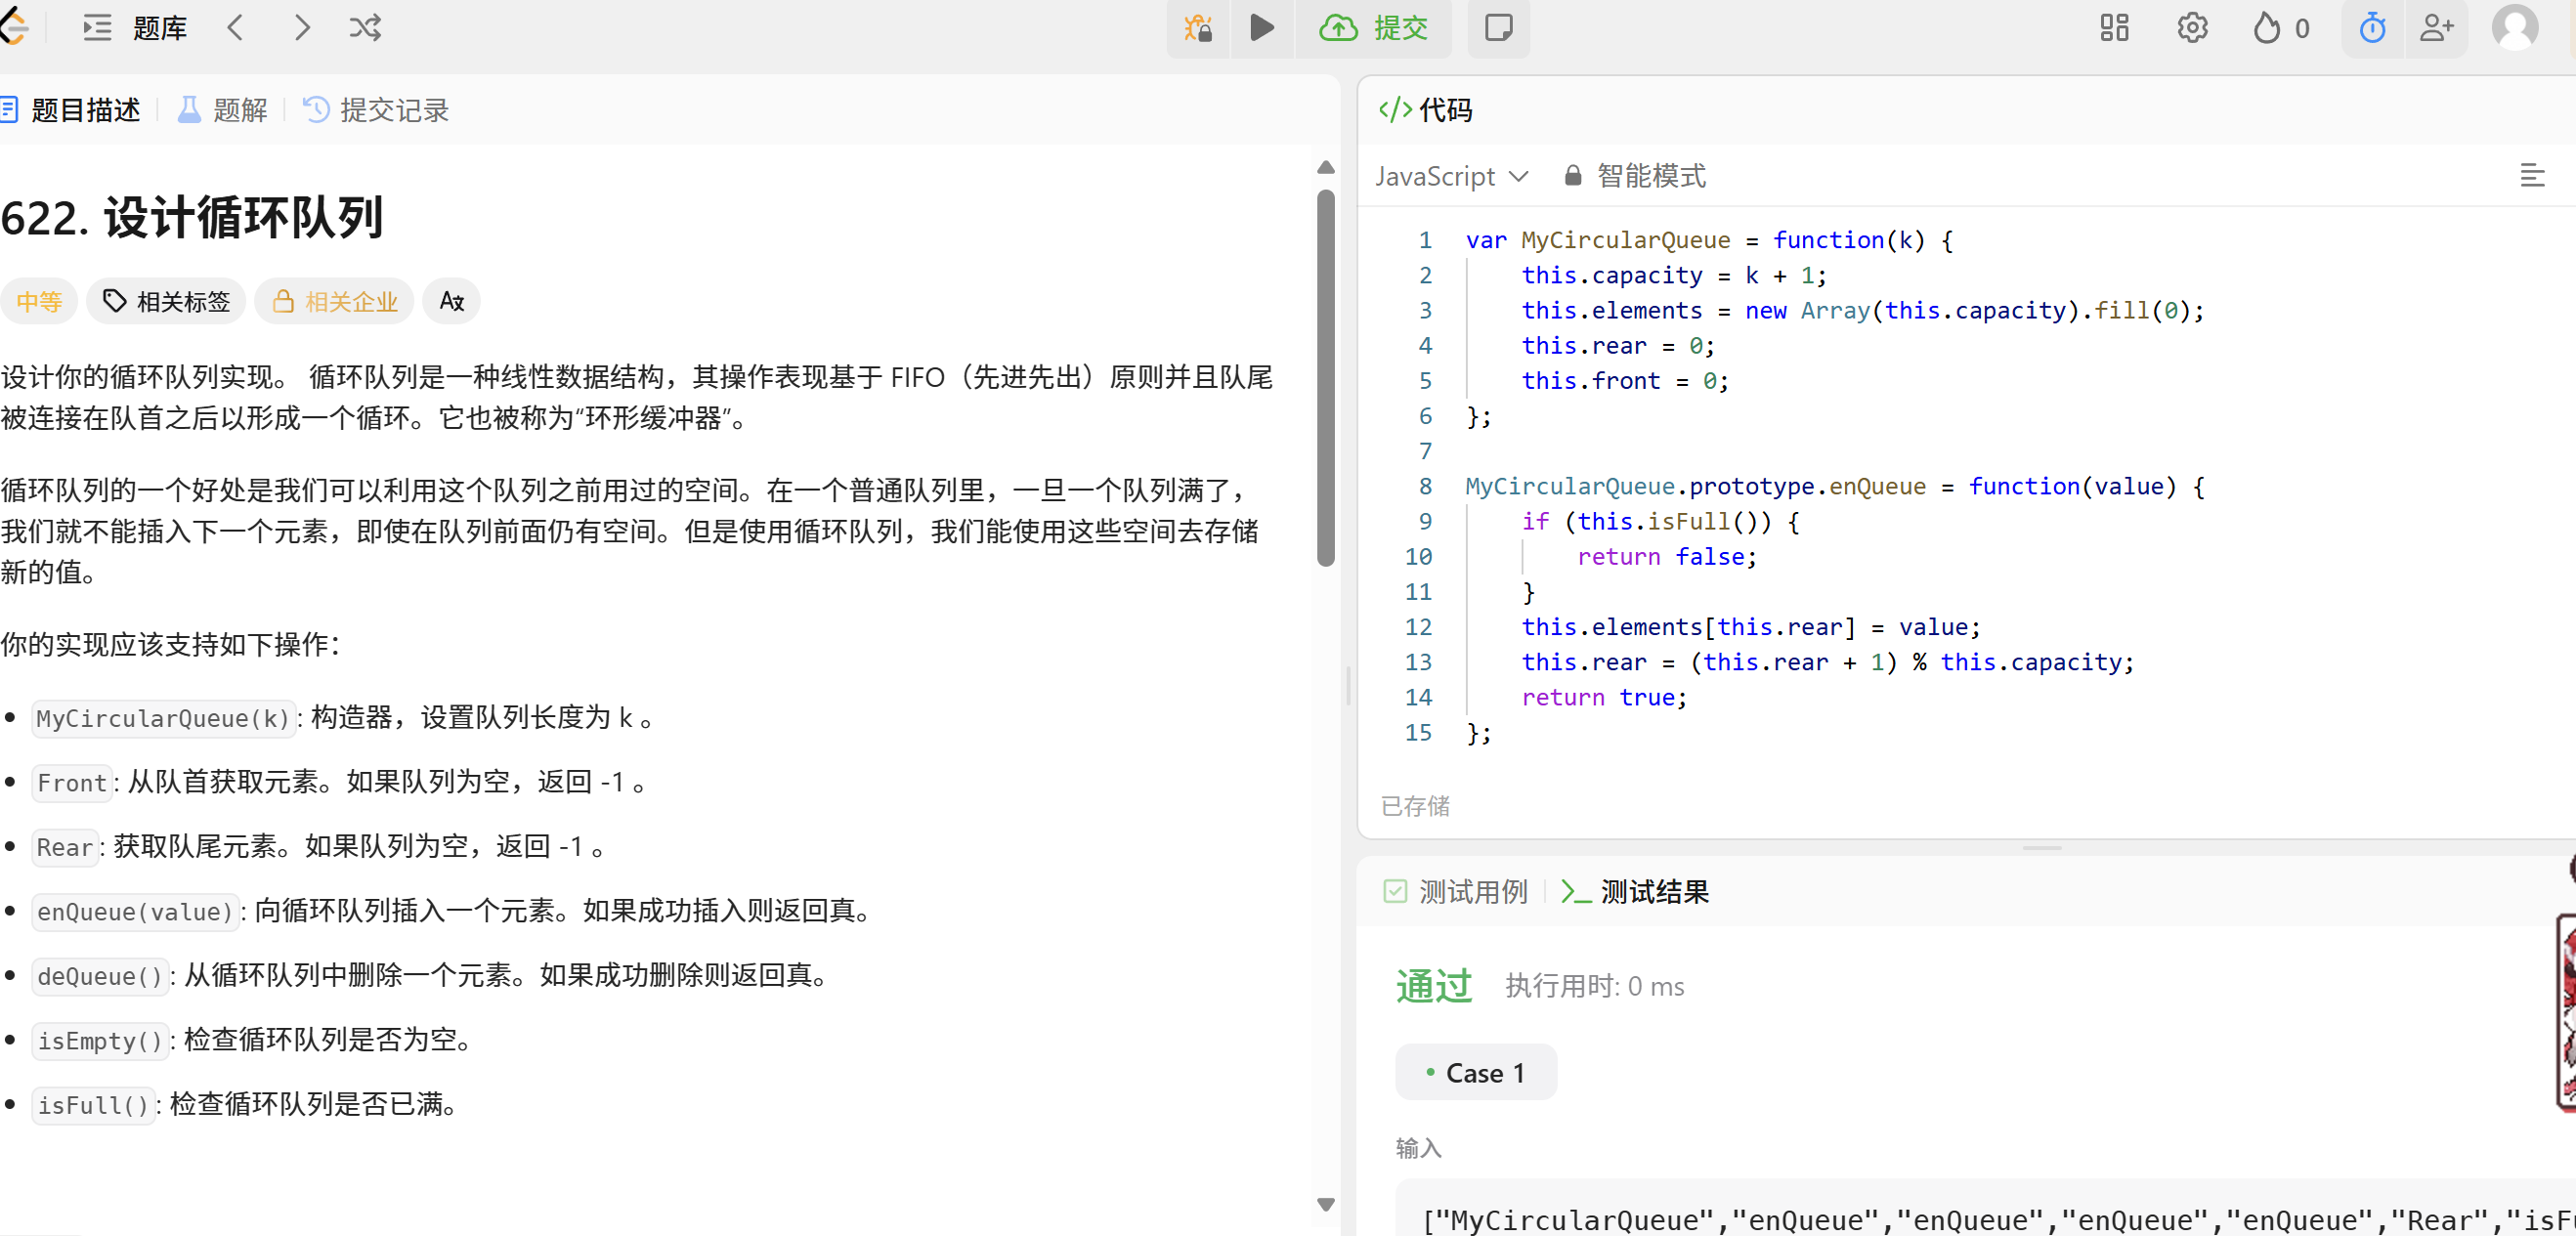 题库
提交
0
题目描述
题解
提交记录
622. 设计循环队列
中等
相关标签
相关企业
设计你的循环队列实现。 循环队列是一种线性数据结构，其操作表现基于 FIFO（先进先出）原则并且队尾
被连接在队首之后以形成一个循环。它也被称为“环形缓冲器”。
循环队列的一个好处是我们可以利用这个队列之前用过的空间。在一个普通队列里，一旦一个队列满了，
我们就不能插入下一个元素，即使在队列前面仍有空间。但是使用循环队列，我们能使用这些空间去存储
新的值。
你的实现应该支持如下操作：
MyCircularQueue(k): 构造器，设置队列长度为 k 。
Front: 从队首获取元素。如果队列为空，返回 -1 。
Rear: 获取队尾元素。如果队列为空，返回 -1 。
enQueue(value): 向循环队列插入一个元素。如果成功插入则返回真。
deQueue(): 从循环队列中删除一个元素。如果成功删除则返回真。
isEmpty(): 检查循环队列是否为空。
isFull(): 检查循环队列是否已满。
</> 代码
JavaScript
智能模式
1 var MyCircularQueue = function(k) {
2 this.capacity = k + 1;
3 this.elements = new Array(this.capacity).fill(0);
4 this.rear = 0;
5 this.front = 0;
6 };
7
8 MyCircularQueue.prototype.enQueue = function(value) {
9 if (this.isFull()) {
10 return false;
11 }
12 this.elements[this.rear] = value;
13 this.rear = (this.rear + 1) % this.capacity;
14 return true;
15 };
已存储
测试用例
测试结果
通过 执行用时: 0 ms
Case 1
输入
["MyCircularQueue","enQueue","enQueue","enQueue","enQueue","Rear","isF